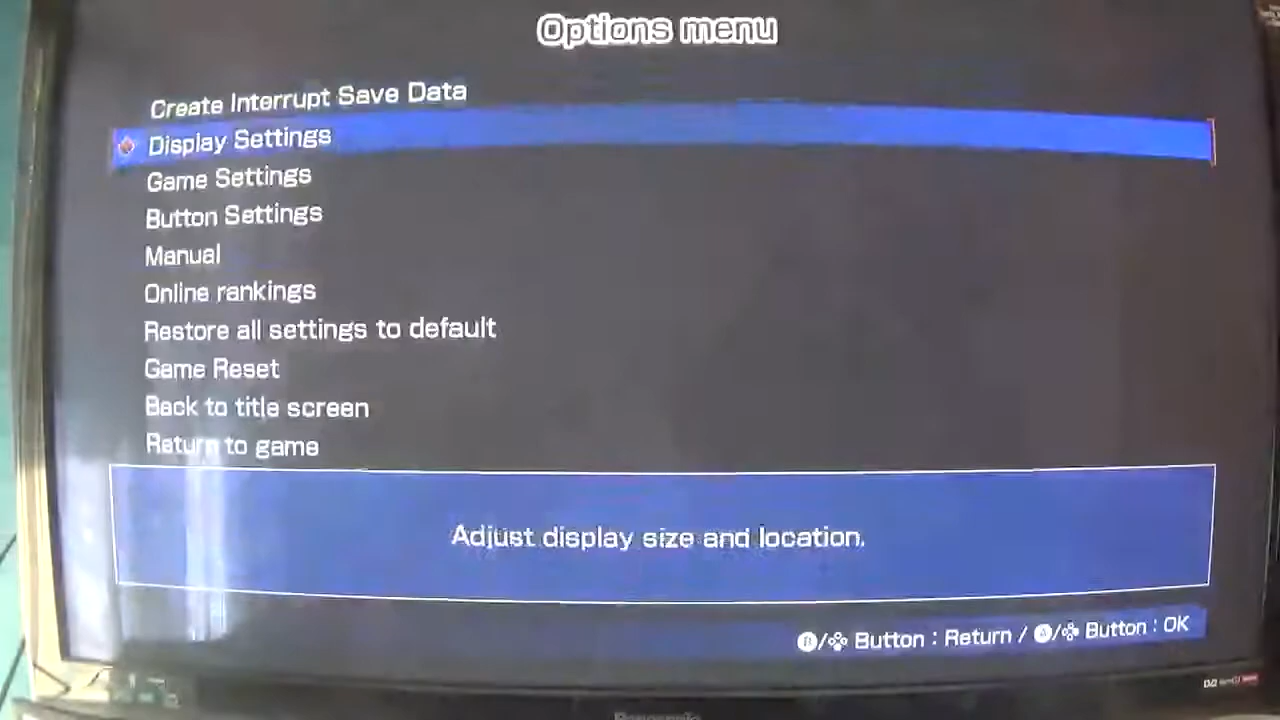 Options menu
Create Interrupt Save Data
Display Settings
Game Settings
Button Settings
Manual
Online rankings
Restore all settings to default
Game Reset
Back to title screen
Return to game
Adjust display size and location.
B/ Button : Return / A/ Button : OK
Panasonic